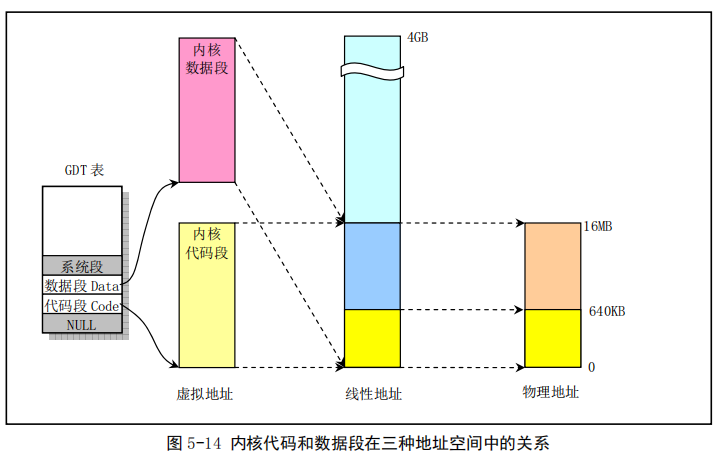 内核
数据段
4GB
GDT 表
内核
代码段
16MB
系统段
数据段 Data
代码段 Code
NULL
640KB
0
虚拟地址
线性地址
物理地址
图 5-14 内核代码和数据段在三种地址空间中的关系